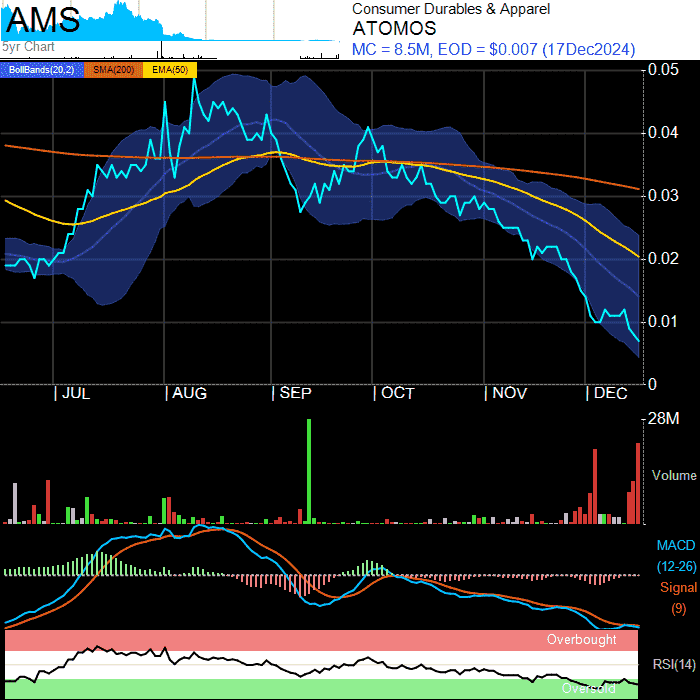 AMS
5yr Chart
Consumer Durables & Apparel
ATOMOS
MC = 8.5M, EOD = $0.007 (17Dec2024)
BollBands(20,2) SMA(200) EMA(50)
0.05
0.04
0.03
0.02
0.01
0
| JUL | AUG | SEP | OCT | NOV | DEC
28M
Volume
MACD
(12-26)
Signal
(9)
Overbought
RSI(14)
Oversold